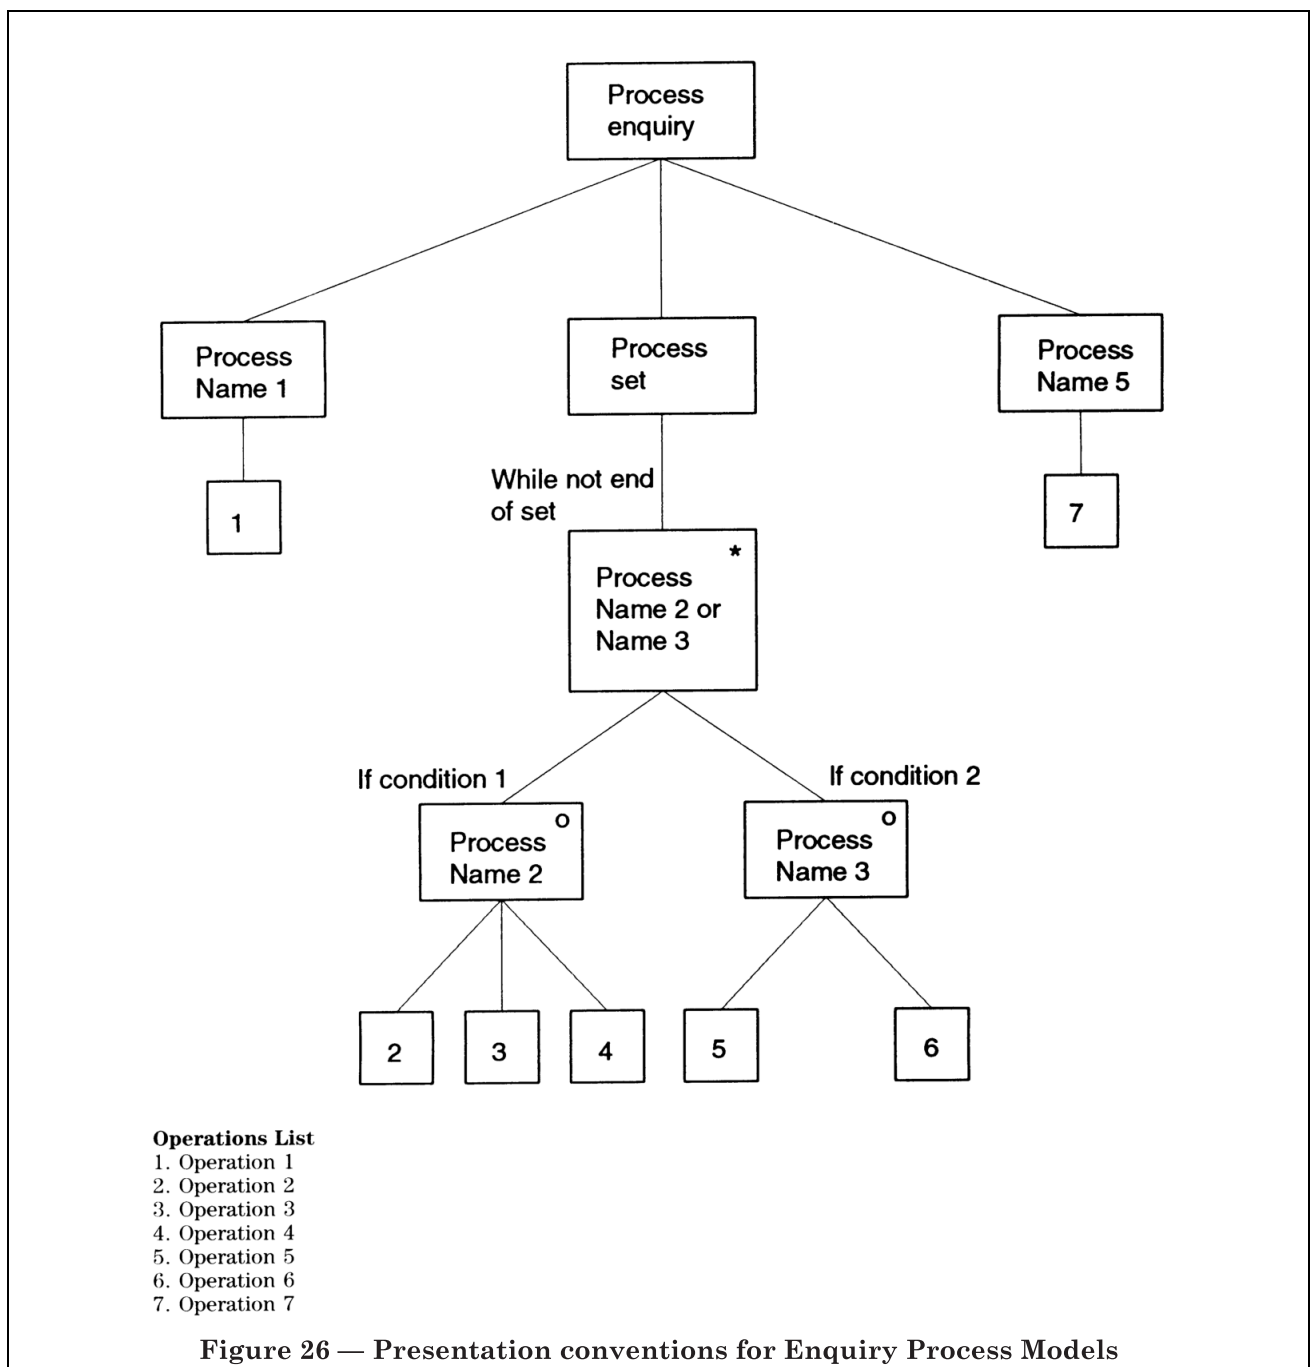 Process
enquiry
Process
Name 1
Process
set
Process
Name 5
1
While not end
of set
7
*
Process
Name 2 or
Name 3
If condition 1
If condition 2
o
Process
Name 2
o
Process
Name 3
2
3
4
5
6
Operations List
1. Operation 1
2. Operation 2
3. Operation 3
4. Operation 4
5. Operation 5
6. Operation 6
7. Operation 7
Figure 26 — Presentation conventions for Enquiry Process Models